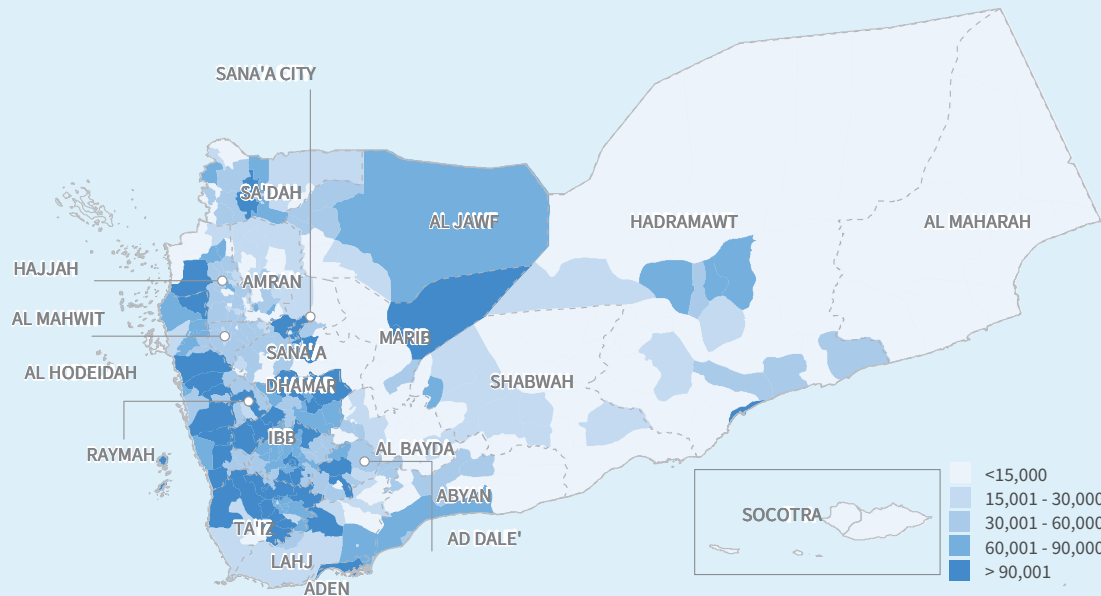 SANA'A CITY
SA'DAH
AL JAWF
HADRAMAWT
AL MAHARAH
HAJJAH
AMRAN
AL MAHWIT
MARIB
SANA'A
AL HODEIDAH
DHAMAR
SHABWAH
IBB
AL BAYDA
RAYMAH
ABYAN
TA'IZ
AD DALE'
LAHJ
ADEN
SOCOTRA
<15,000
15,001 - 30,000
30,001 - 60,000
60,001 - 90,000
> 90,001